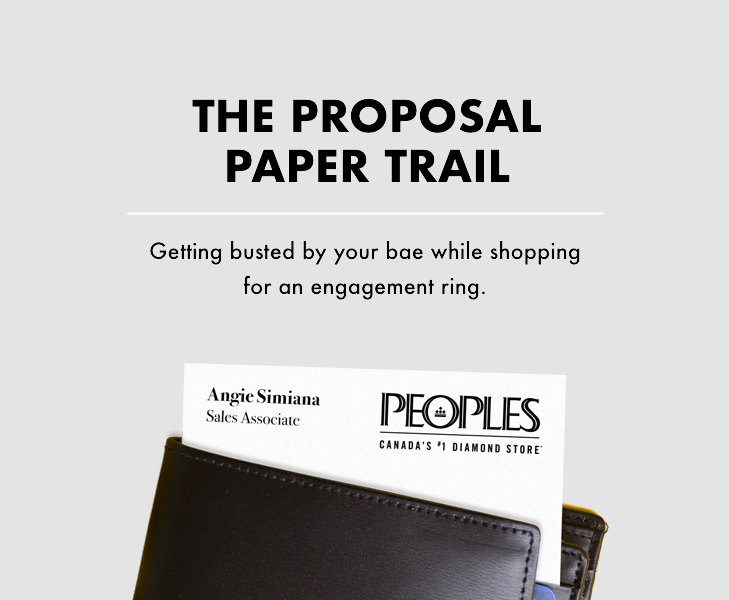 THE PROPOSAL
PAPER TRAIL
Getting busted by your bae while shopping
for an engagement ring.
Angie Simiana
Sales Associate
PEOPLES
CANADA'S #1 DIAMOND STORE™